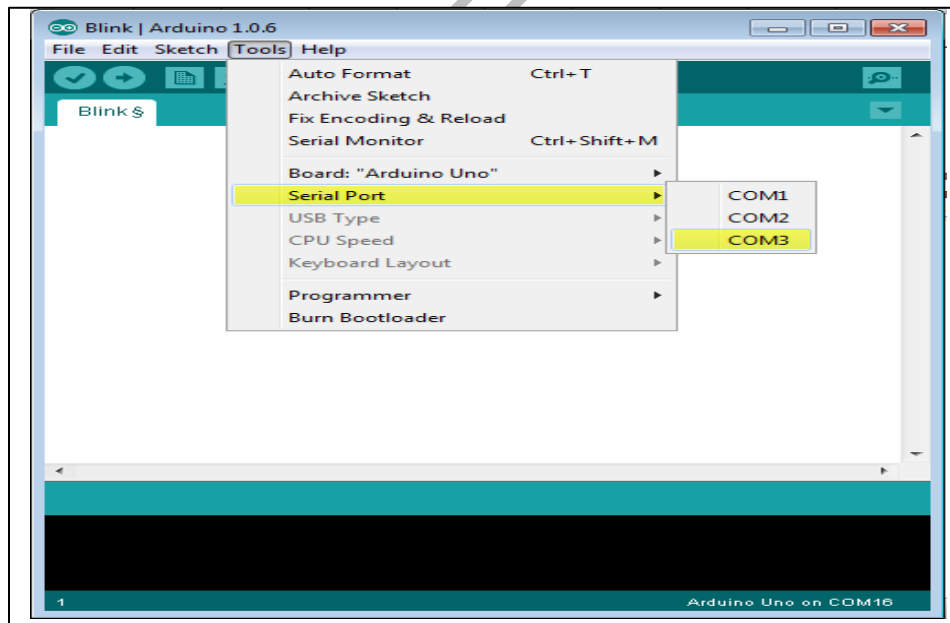 Blink | Arduino 1.0.6
File Edit Sketch Tools Help
Auto Format Ctrl+T
Archive Sketch
Fix Encoding & Reload
Serial Monitor Ctrl+Shift+M
Blink §
Board: "Arduino Uno"
Serial Port
USB Type
CPU Speed
Keyboard Layout
Programmer
Burn Bootloader
COM1
COM2
COM3
1 Arduino Uno on COM16